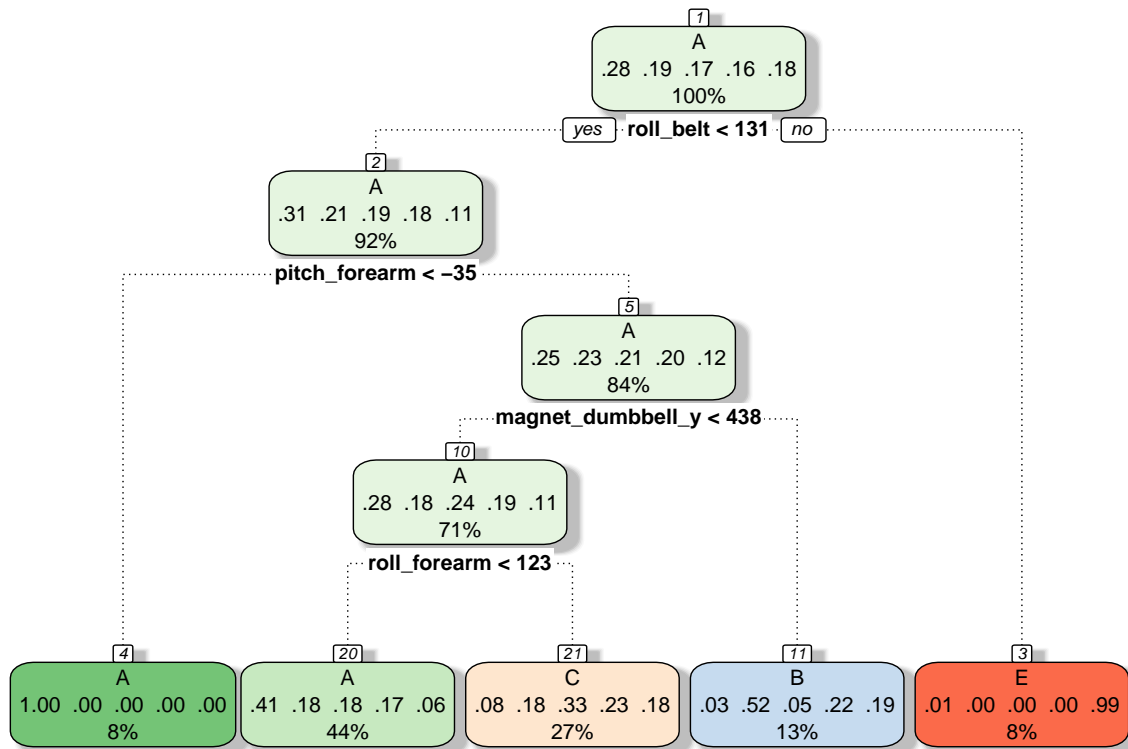 1
A
.28 .19 .17 .16 .18
100%
yes roll_belt < 131 no
2
A
.31 .21 .19 .18 .11
92%
pitch_forearm < −35
5
A
.25 .23 .21 .20 .12
84%
magnet_dumbbell_y < 438
10
A
.28 .18 .24 .19 .11
71%
roll_forearm < 123
4
A
1.00 .00 .00 .00 .00
8%
20
A
.41 .18 .18 .17 .06
44%
21
C
.08 .18 .33 .23 .18
27%
11
B
.03 .52 .05 .22 .19
13%
3
E
.01 .00 .00 .00 .99
8%